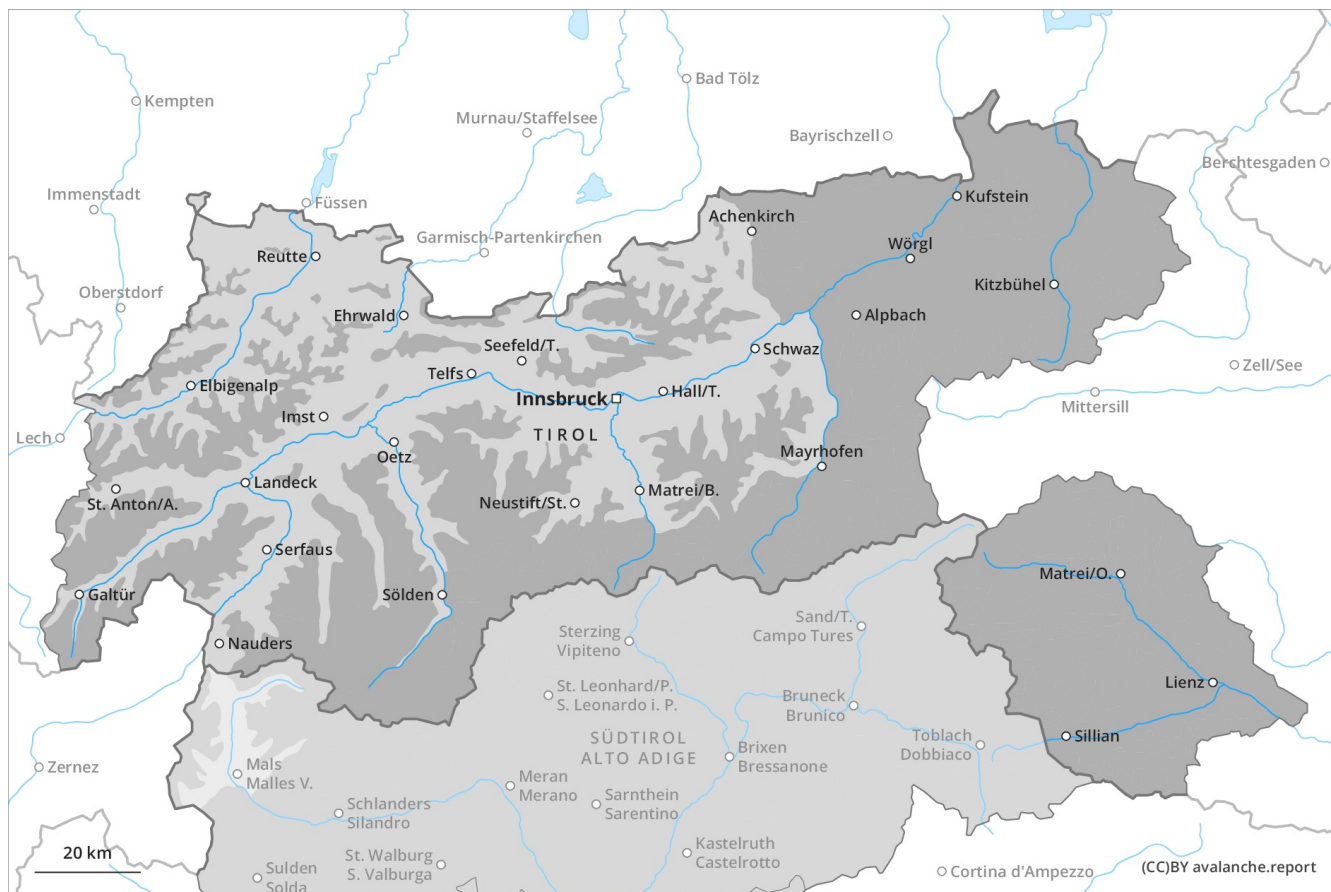 Bad Tölz
Kempten
Murnau/Staffelsee
Bayrischzell
Berchtesgaden
Immenstadt
Füssen
Kufstein
Achenkirch
Garmisch-Partenkirchen
Wörgl
Reutte
Kitzbühel
Oberstdorf
Ehrwald
Alpbach
Seefeld/T.
Schwaz
Zell/See
Telfs
Elbigenalp
Hall/T.
Innsbruck
Mittersill
Imst
Lech
TIROL
Oetz
Mayrhofen
Landeck
St. Anton/A.
Neustift/St.
Matrei/B.
Serfaus
Matrei/O.
Galtür
Sölden
Sand/T.
Campo Tures
Sterzing
Vipiteno
Nauders
Lienz
St. Leonhard/P.
S. Leonardo i. P.
Bruneck
Brunico
Toblach
Dobbiaco
Sillian
SÜDTIROL
ALTO ADIGE
Brixen
Bressanone
Zernez
Mals
Malles V.
Meran
Merano
Schlanders
Silandro
Sarnthein
Sarentino
Kastelruth
Castelrotto
20 km
St. Walburg
S. Valburga
Sulden
Solda
Cortina d'Ampezzo
(CC)BY avalanche.report